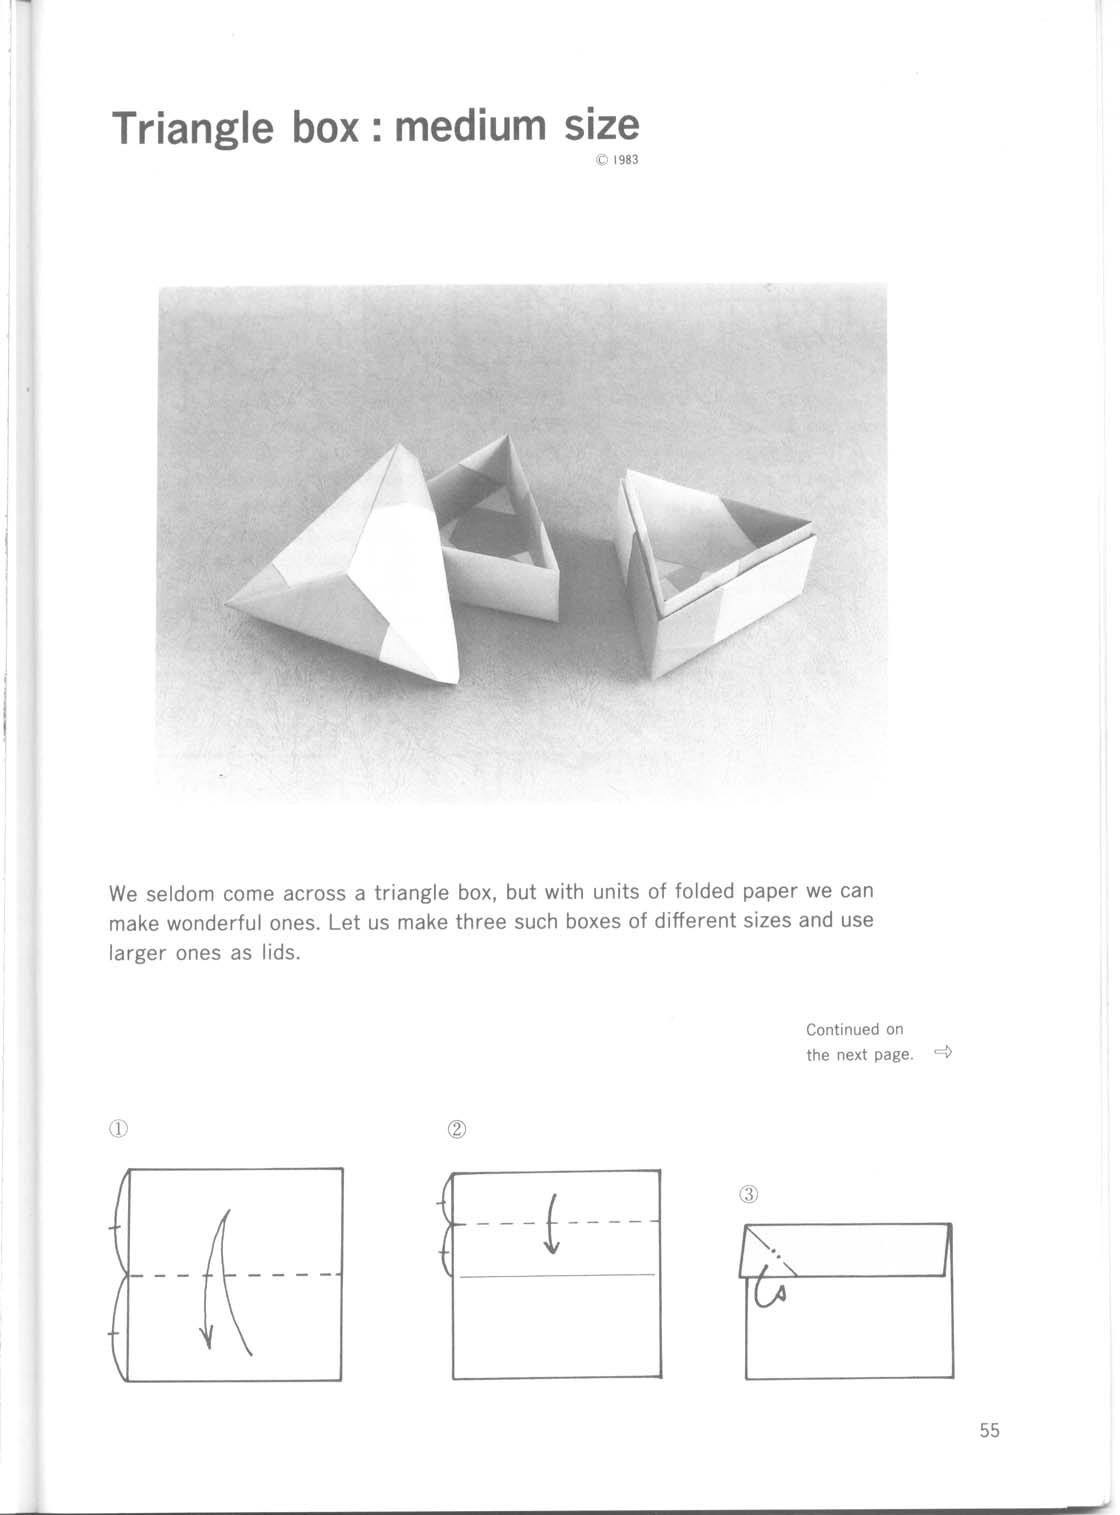 Triangle box : medium size
© 1983
We seldom come across a triangle box, but with units of folded paper we can
make wonderful ones. Let us make three such boxes of different sizes and use
larger ones as lids.
Continued on
the next page. ⇨
①
②
③
55